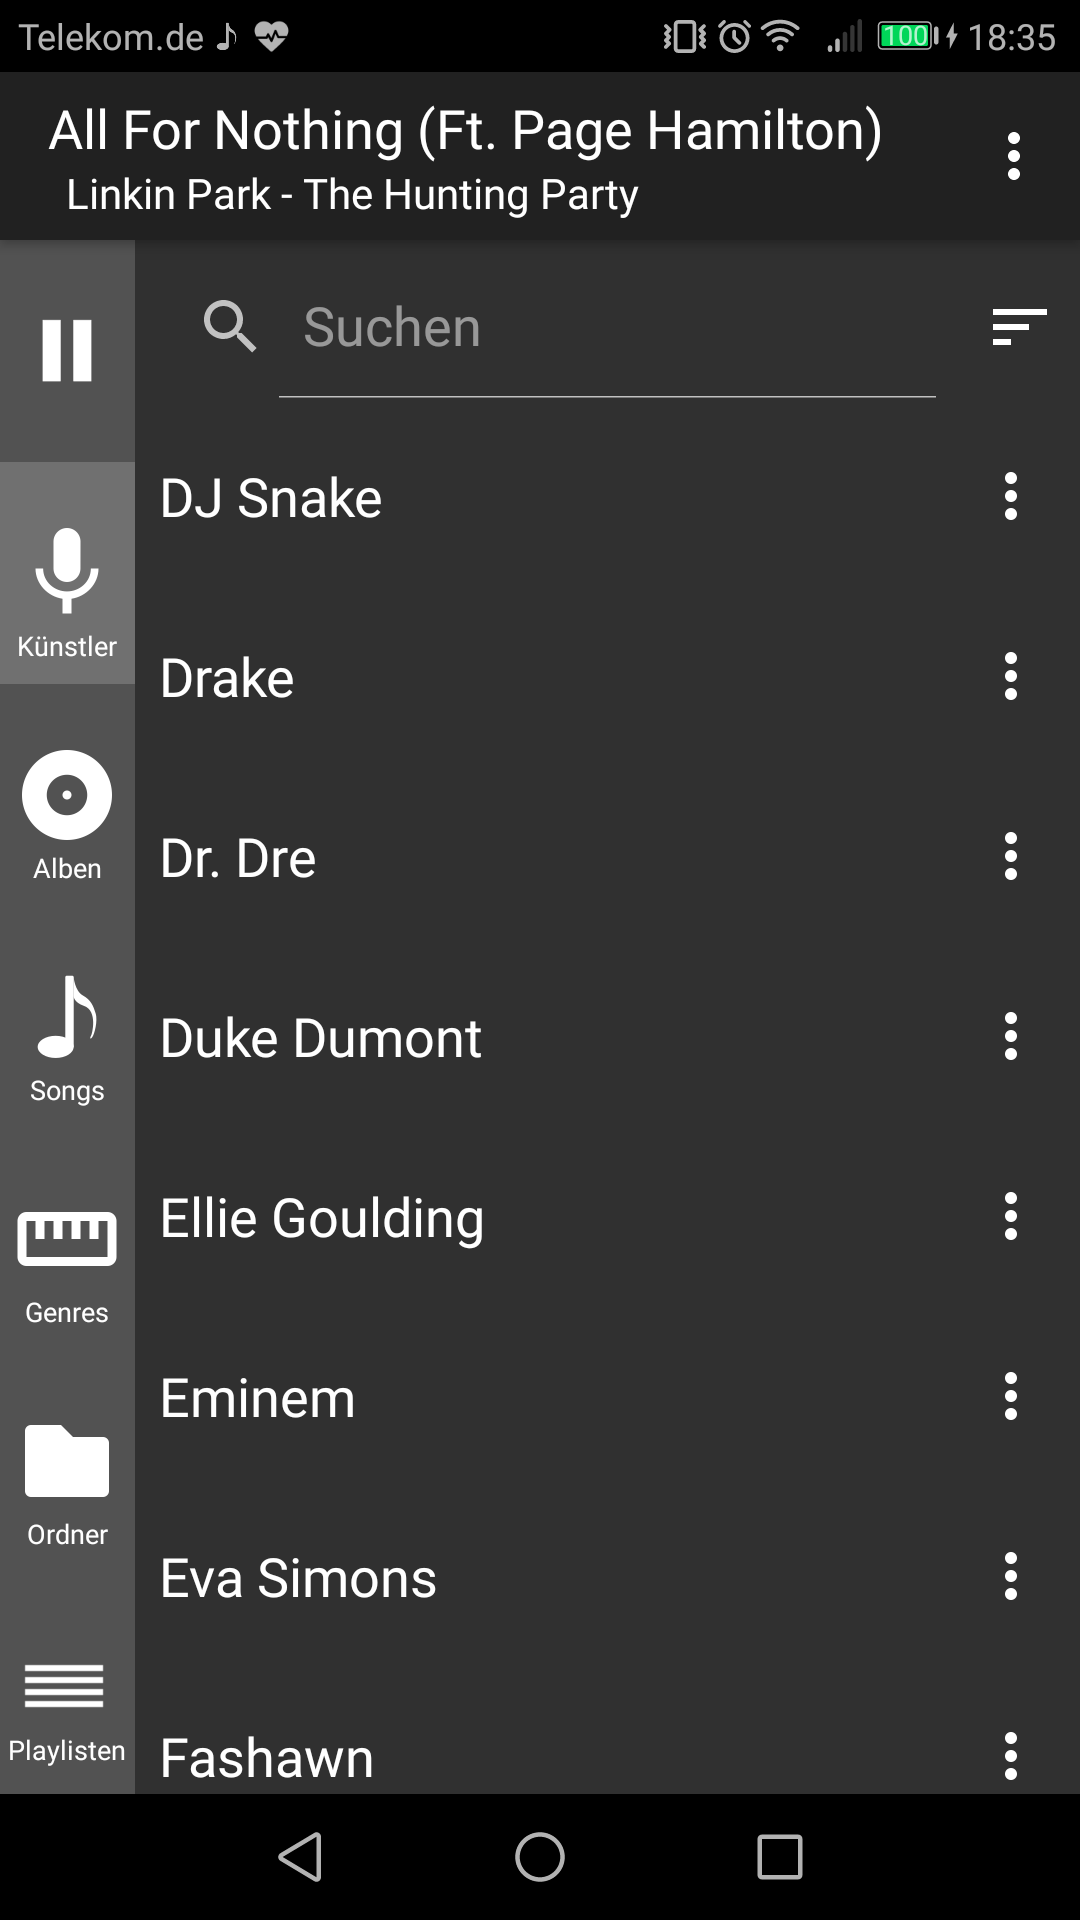 Telekom.de 100 18:35
All For Nothing (Ft. Page Hamilton)
Linkin Park - The Hunting Party
Suchen
Künstler
Alben
Songs
Genres
Ordner
Playlisten
DJ Snake
Drake
Dr. Dre
Duke Dumont
Ellie Goulding
Eminem
Eva Simons
Fashawn